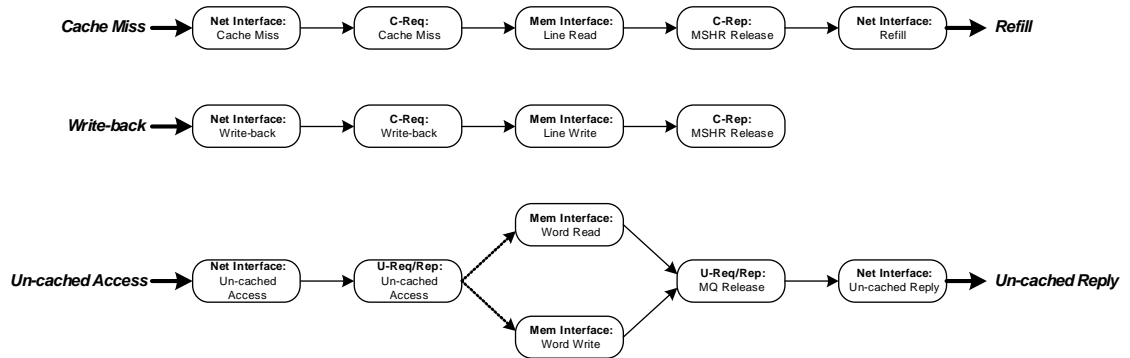 Cache Miss
Net Interface:
Cache Miss
C-Req:
Cache Miss
Mem Interface:
Line Read
C-Rep:
MSHR Release
Net Interface:
Refill
Refill
Write-back
Net Interface:
Write-back
C-Req:
Write-back
Mem Interface:
Line Write
C-Rep:
MSHR Release
Un-cached Access
Net Interface:
Un-cached
Access
U-Req/Rep:
Un-cached
Access
Mem Interface:
Word Read
Mem Interface:
Word Write
U-Req/Rep:
MQ Release
Net Interface:
Un-cached Reply
Un-cached Reply